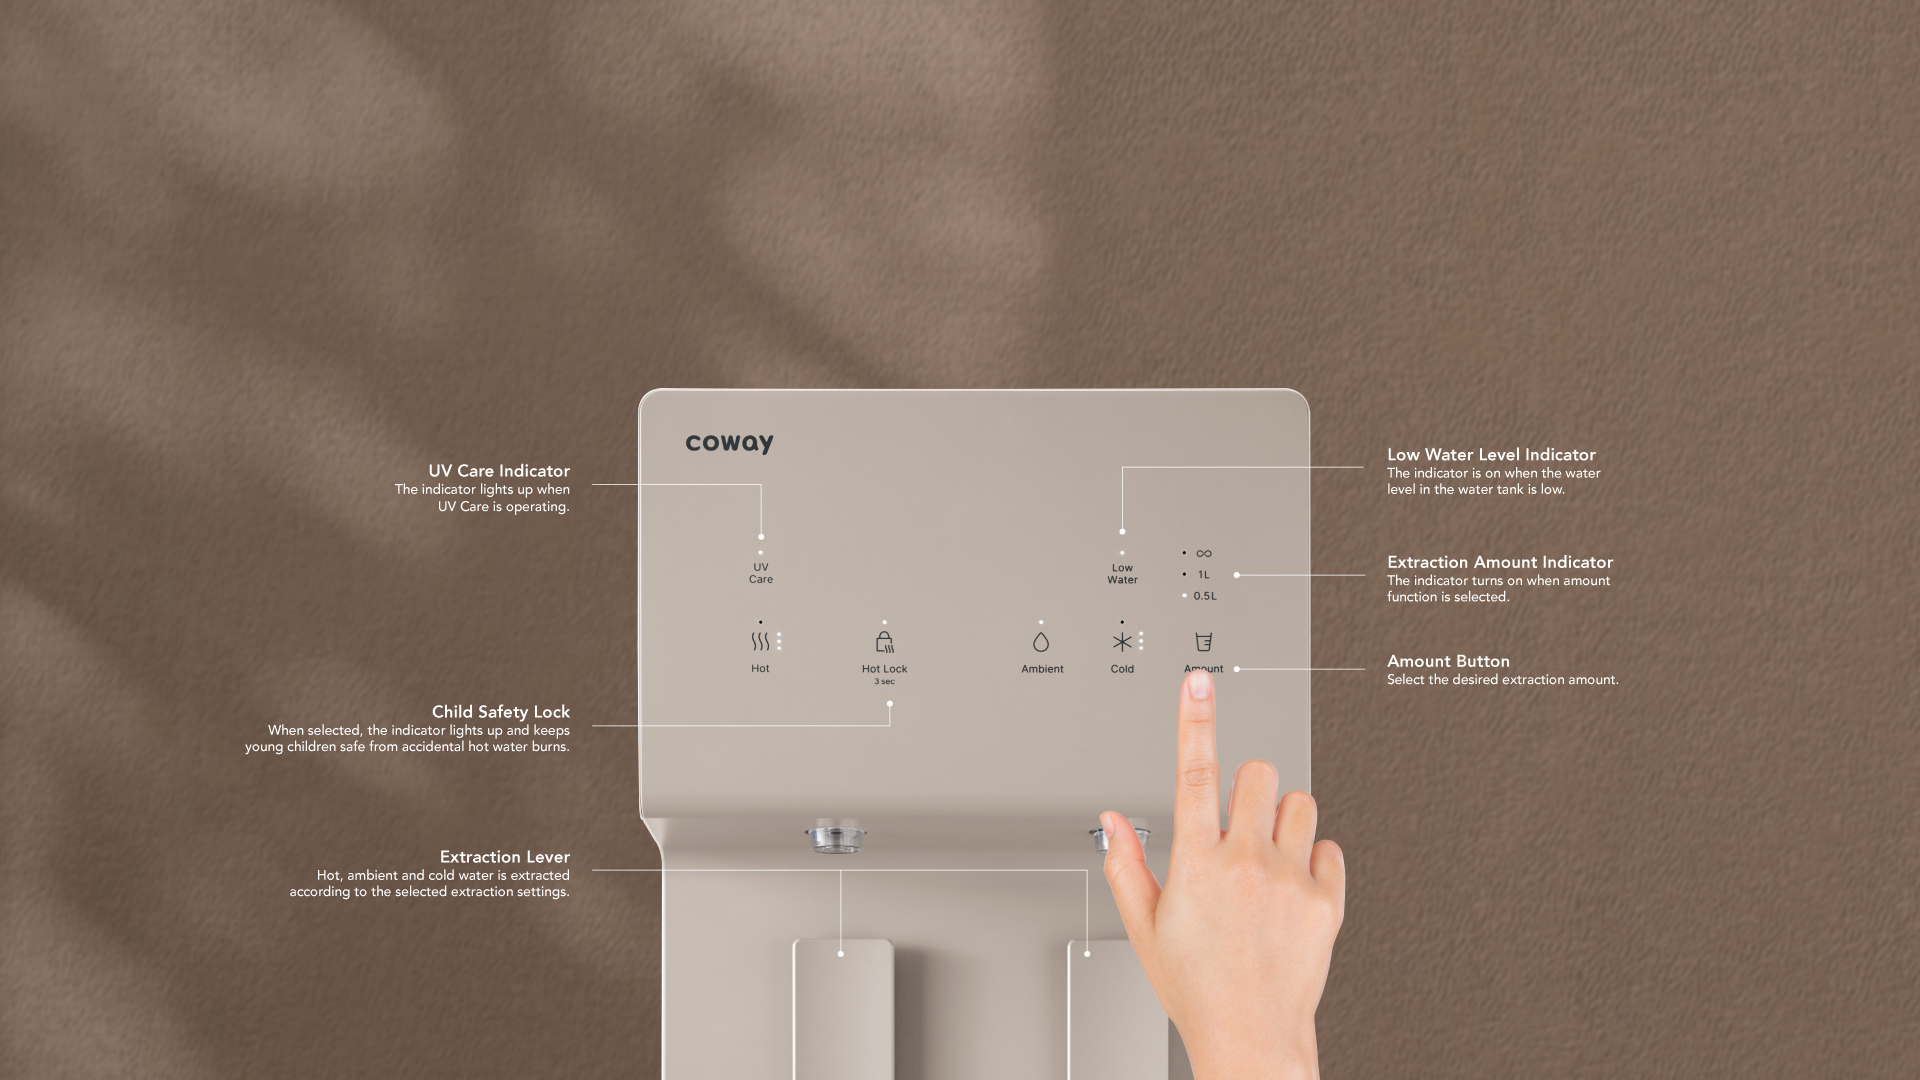 coway
UV Care Indicator
The indicator lights up when
UV Care is operating.
Low Water Level Indicator
The indicator is on when the water
level in the water tank is low.
UV
Care
Low
Water
∞
1L
0.5L
Extraction Amount Indicator
The indicator turns on when amount
function is selected.
Hot
Hot Lock
3 sec
Ambient
Cold
Amount
Amount Button
Select the desired extraction amount.
Child Safety Lock
When selected, the indicator lights up and keeps
young children safe from accidental hot water burns.
Extraction Lever
Hot, ambient and cold water is extracted
according to the selected extraction settings.